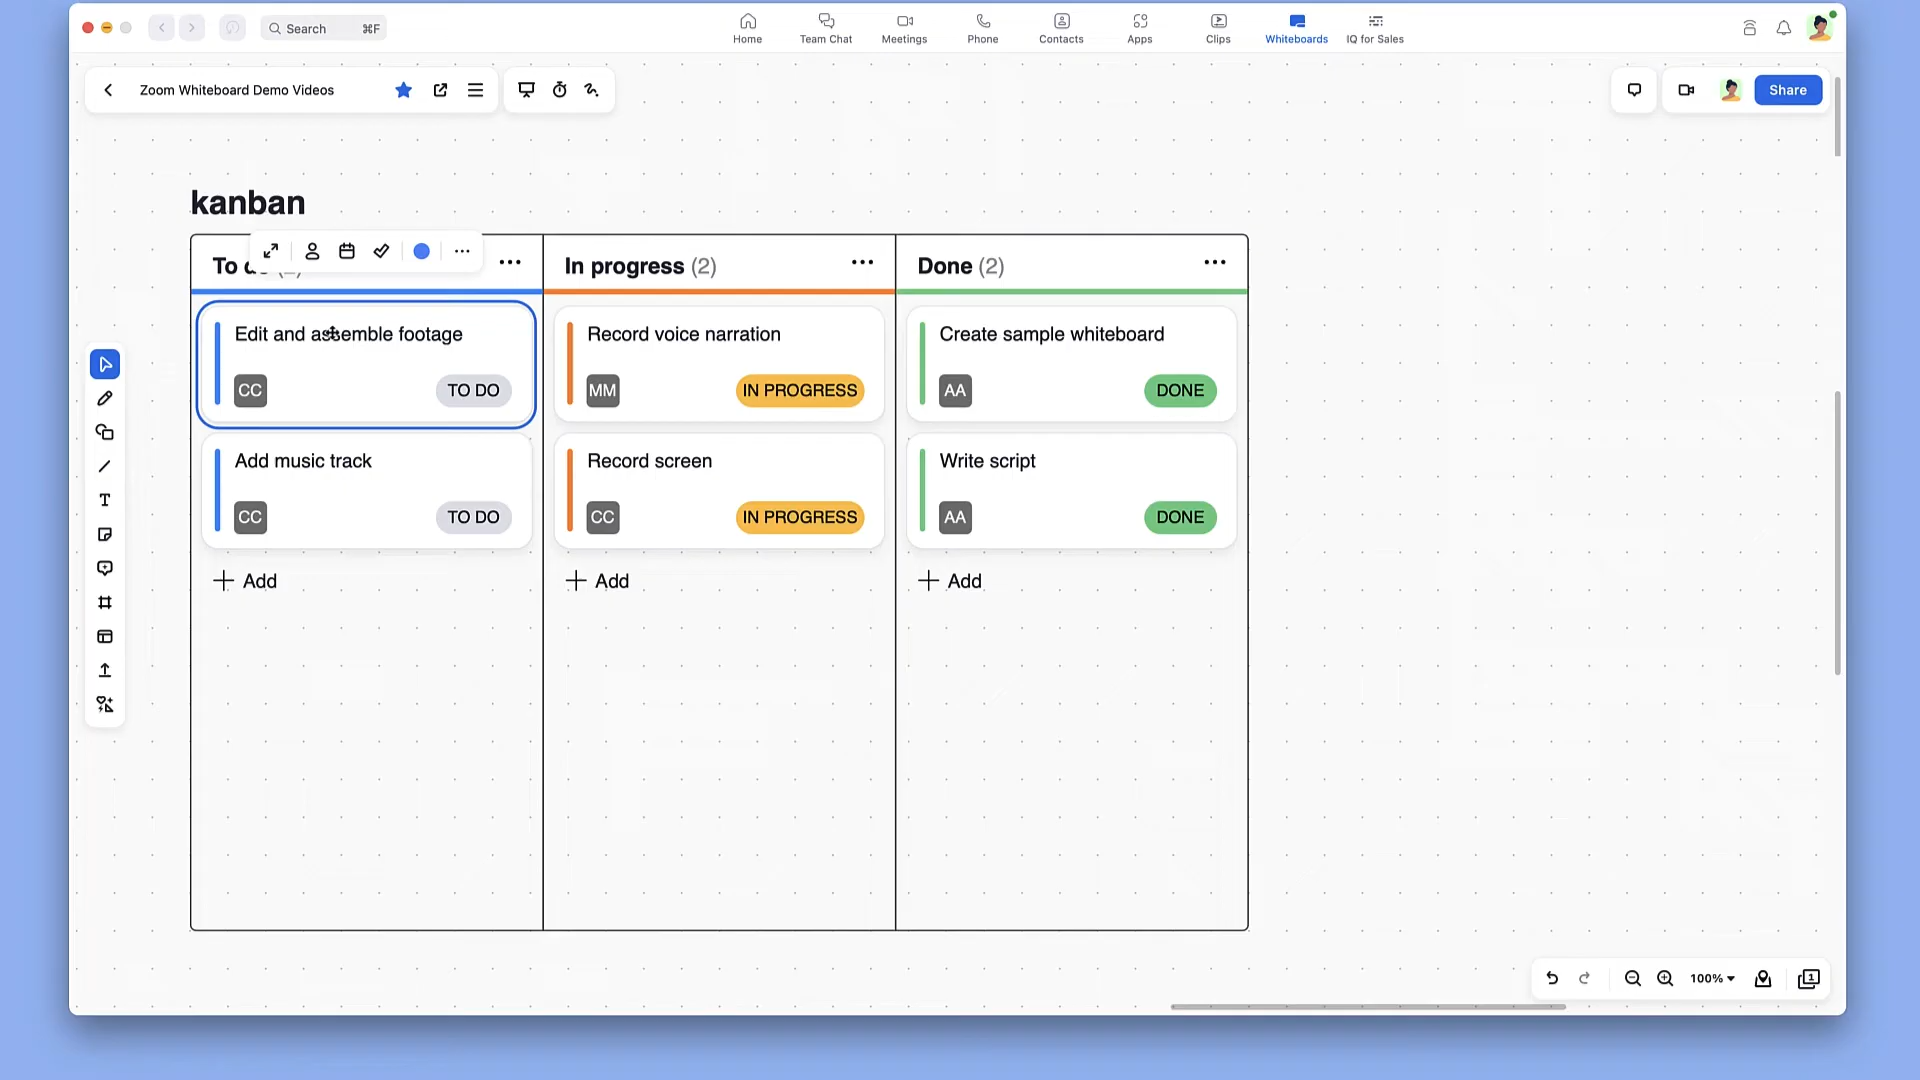 Search ⌘F
Home
Team Chat
Meetings
Phone
Contacts
Apps
Clips
Whiteboards
IQ for Sales
Zoom Whiteboard Demo Videos
Share
kanban
To
In progress (2)
Done (2)
Edit and assemble footage
CC TO DO
Add music track
CC TO DO
Add
Record voice narration
MM IN PROGRESS
Record screen
CC IN PROGRESS
Add
Create sample whiteboard
AA DONE
Write script
AA DONE
Add
100%
1